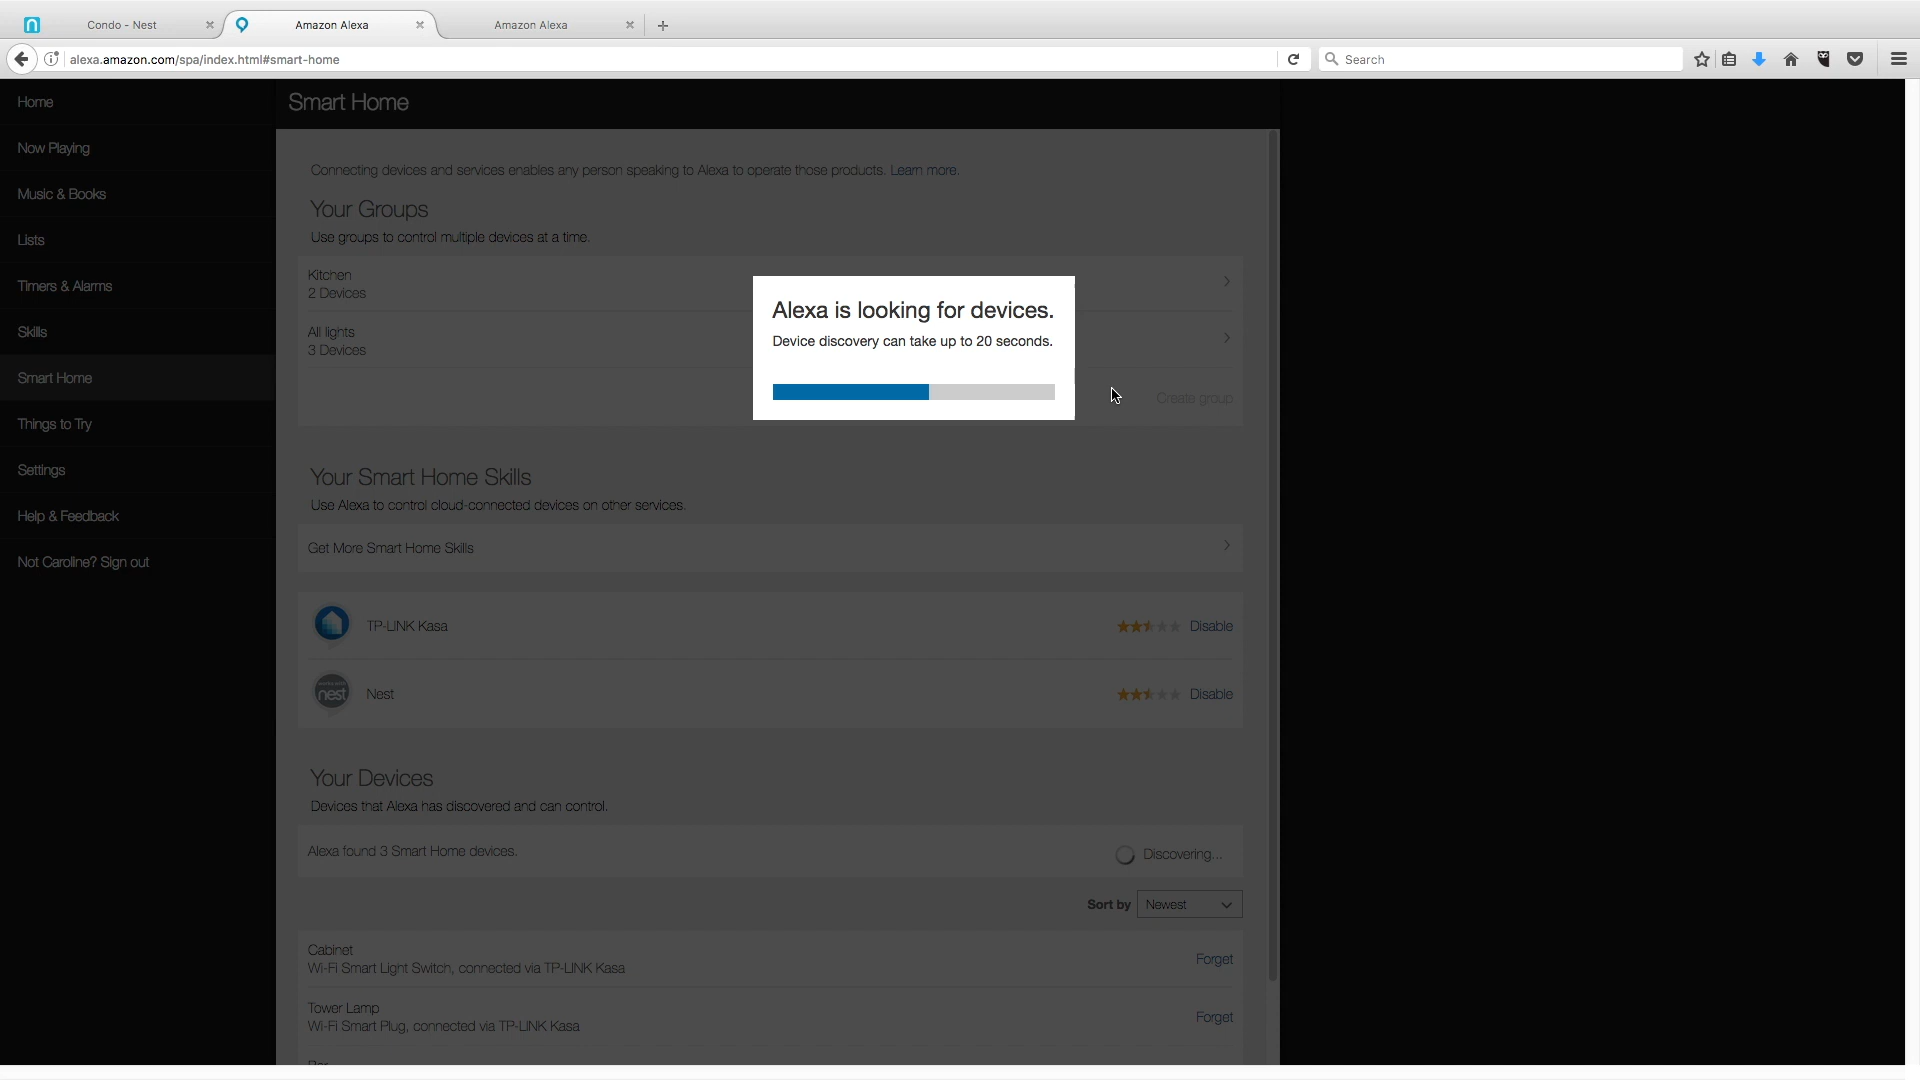 Condo - Nest
Amazon Alexa
Amazon Alexa
alexa.amazon.com/spa/index.html#smart-home
Search
Home
Now Playing
Music & Books
Lists
Timers & Alarms
Skills
Smart Home
Things to Try
Settings
Help & Feedback
Not Caroline? Sign out
Smart Home
Connecting devices and services enables any person speaking to Alexa to operate those products. Learn more.
Your Groups
Use groups to control multiple devices at a time.
Kitchen
2 Devices
All lights
3 Devices
Create group
Alexa is looking for devices.
Device discovery can take up to 20 seconds.
Your Smart Home Skills
Use Alexa to control cloud-connected devices on other services.
Get More Smart Home Skills
TP-LINK Kasa
Disable
nest
Nest
Disable
Your Devices
Devices that Alexa has discovered and can control.
Alexa found 3 Smart Home devices.
Discovering...
Sort by Newest
Cabinet
Wi-Fi Smart Light Switch, connected via TP-LINK Kasa
Forget
Tower Lamp
Wi-Fi Smart Plug, connected via TP-LINK Kasa
Forget